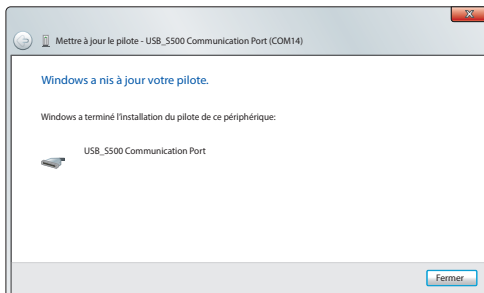 Mettre à jour le pilote - USB_S500 Communication Port (COM14)
Windows a nis à jour votre pilote.
Windows a terminé l'installation du pilote de ce périphérique:
USB_S500 Communication Port
Fermer